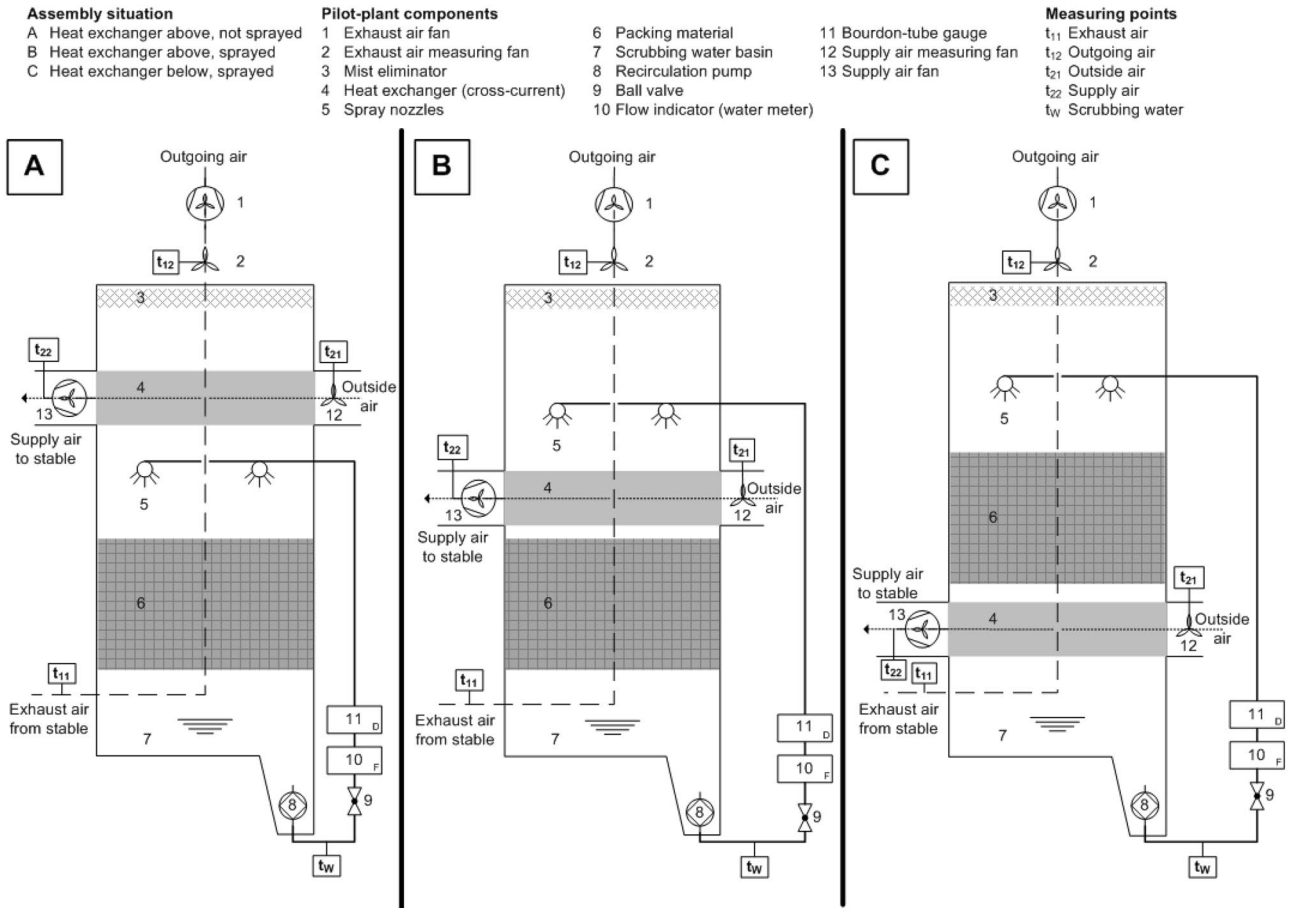 Assembly situation
A Heat exchanger above, not sprayed
B Heat exchanger above, sprayed
C Heat exchanger below, sprayed
Pilot-plant components
1 Exhaust air fan
2 Exhaust air measuring fan
3 Mist eliminator
4 Heat exchanger (cross-current)
5 Spray nozzles
6 Packing material
7 Scrubbing water basin
8 Recirculation pump
9 Ball valve
10 Flow indicator (water meter)
11 Bourdon-tube gauge
12 Supply air measuring fan
13 Supply air fan
Measuring points
t11 Exhaust air
t12 Outgoing air
t21 Outside air
t22 Supply air
tW Scrubbing water
A
Outgoing air
1
t12
2
3
t22
t21
4
Outside
air
13
12
Supply air
to stable
5
6
t11
Exhaust air
from stable
7
11 D
10 F
8
9
tW
B
Outgoing air
1
t12
2
3
5
t22
t21
4
Outside
air
13
12
Supply air
to stable
6
t11
Exhaust air
from stable
7
11 D
10 F
8
9
tW
C
Outgoing air
1
t12
2
3
5
6
Supply air
to stable
t21
13
4
Outside
air
12
t22
t11
Exhaust air
from stable
7
11 D
10 F
8
9
tW